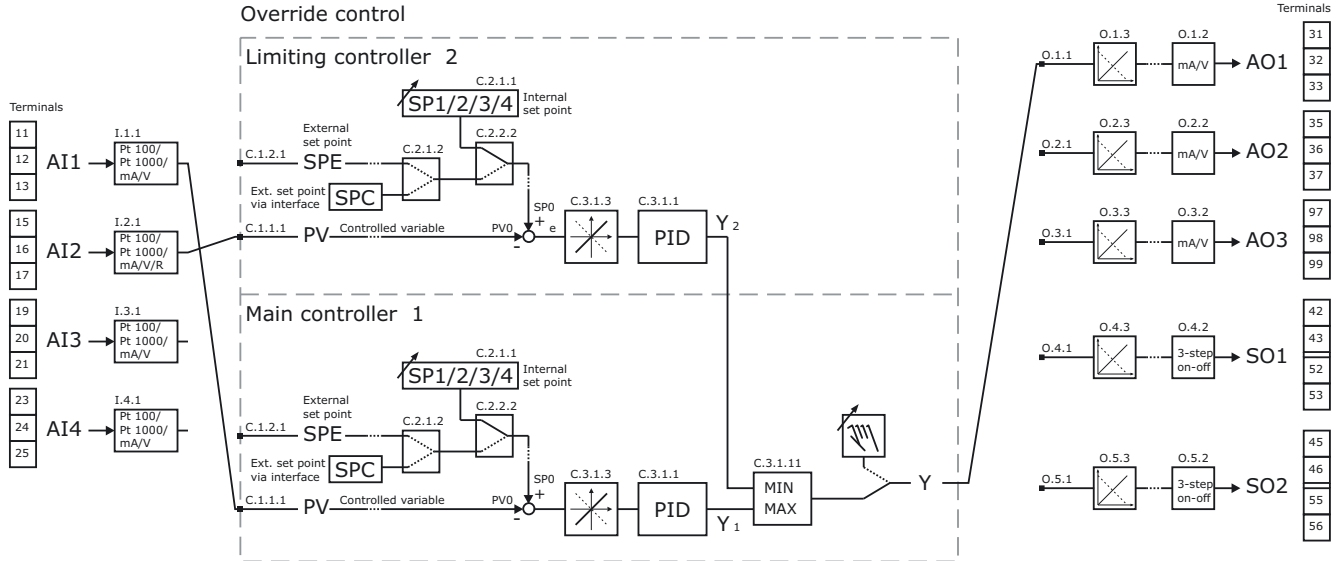 Override control
Limiting controller 2
C.2.1.1
SP1/2/3/4
Internal
set point
External
set point
C.1.2.1
SPE
C.2.1.2
C.2.2.2
Ext. set point
via interface
SPC
C.1.1.1
PV
Controlled variable
PV0
SP0
+
-
e
C.3.1.3
C.3.1.1
PID
Y2
Main controller 1
C.2.1.1
SP1/2/3/4
Internal
set point
External
set point
C.1.2.1
SPE
C.2.1.2
C.2.2.2
Ext. set point
via interface
SPC
C.1.1.1
PV
Controlled variable
PV0
SP0
+
-
C.3.1.3
C.3.1.1
PID
Y1
C.3.1.11
MIN
MAX
Y
Terminals
11
12
13
AI1
I.1.1
Pt 100/
Pt 1000/
mA/V
15
16
17
AI2
I.2.1
Pt 100/
Pt 1000/
mA/V/R
19
20
21
AI3
I.3.1
Pt 100/
Pt 1000/
mA/V
23
24
25
AI4
I.4.1
Pt 100/
Pt 1000/
mA/V
Terminals
O.1.1
O.1.3
O.1.2
mA/V
AO1
31
32
33
O.2.1
O.2.3
O.2.2
mA/V
AO2
35
36
37
O.3.1
O.3.3
O.3.2
mA/V
AO3
97
98
99
O.4.1
O.4.3
O.4.2
3-step
on-off
SO1
42
43
52
53
O.5.1
O.5.3
O.5.2
3-step
on-off
SO2
45
46
55
56